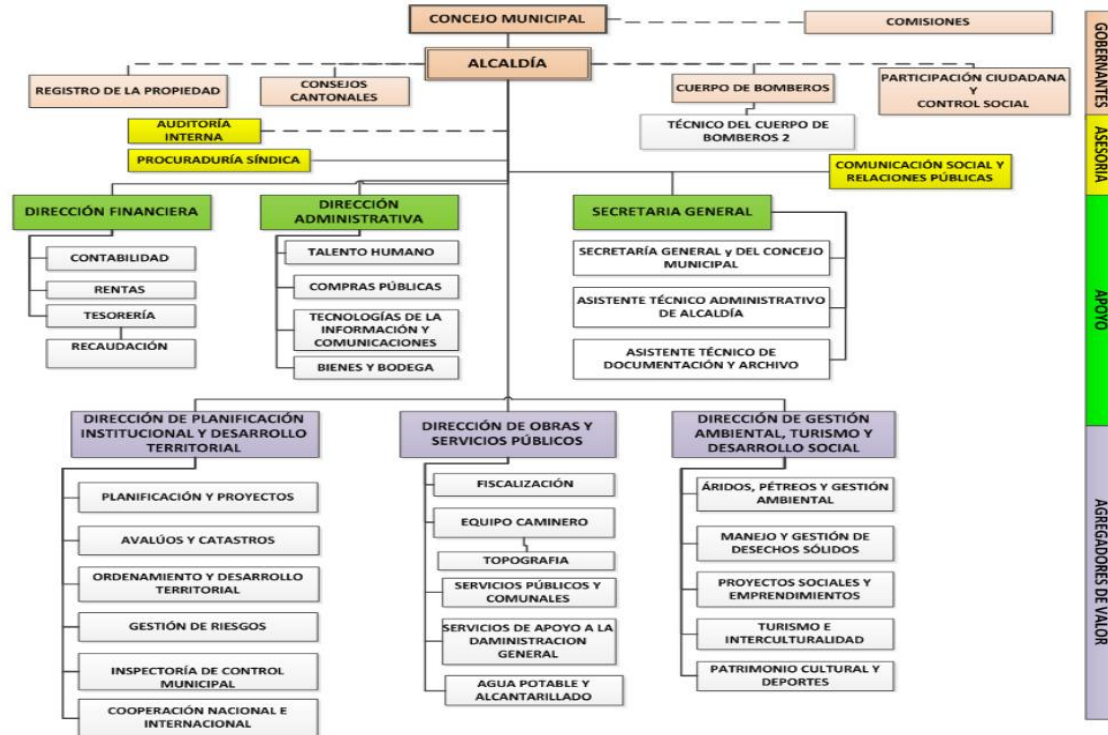 CONCEJO MUNICIPAL
COMISIONES
ALCALDÍA
REGISTRO DE LA PROPIEDAD
CONSEJOS
CANTONALES
CUERPO DE BOMBEROS
PARTICIPACIÓN CIUDADANA
Y
CONTROL SOCIAL
GOBERNANTES
AUDITORÍA
INTERNA
TÉCNICO DEL CUERPO DE
BOMBEROS 2
PROCURADURÍA SÍNDICA
COMUNICACIÓN SOCIAL Y
RELACIONES PÚBLICAS
ASESORIA
DIRECCIÓN FINANCIERA
CONTABILIDAD
RENTAS
TESORERÍA
RECAUDACIÓN
DIRECCIÓN
ADMINISTRATIVA
TALENTO HUMANO
COMPRAS PÚBLICAS
TECNOLOGÍAS DE LA
INFORMACIÓN Y
COMUNICACIONES
BIENES Y BODEGA
SECRETARIA GENERAL
SECRETARÍA GENERAL y DEL CONCEJO
MUNICIPAL
ASISTENTE TÉCNICO ADMINISTRATIVO
DE ALCALDÍA
ASISTENTE TÉCNICO DE
DOCUMENTACIÓN Y ARCHIVO
APOYO
DIRECCIÓN DE PLANIFICACIÓN
INSTITUCIONAL Y DESARROLLO
TERRITORIAL
PLANIFICACIÓN Y PROYECTOS
AVALÚOS Y CATASTROS
ORDENAMIENTO Y DESARROLLO
TERRITORIAL
GESTIÓN DE RIESGOS
INSPECTORÍA DE CONTROL
MUNICIPAL
COOPERACIÓN NACIONAL E
INTERNACIONAL
DIRECCIÓN DE OBRAS Y
SERVICIOS PÚBLICOS
FISCALIZACIÓN
EQUIPO CAMINERO
TOPOGRAFIA
SERVICIOS PÚBLICOS Y
COMUNALES
SERVICIOS DE APOYO A LA
DAMINISTRACION
GENERAL
AGUA POTABLE Y
ALCANTARILLADO
DIRECCIÓN DE GESTIÓN
AMBIENTAL, TURISMO Y
DESARROLLO SOCIAL
ÁRIDOS, PÉTREOS Y GESTIÓN
AMBIENTAL
MANEJO Y GESTIÓN DE
DESECHOS SÓLIDOS
PROYECTOS SOCIALES Y
EMPRENDIMIENTOS
TURISMO E
INTERCULTURALIDAD
PATRIMONIO CULTURAL Y
DEPORTES
AGREGADORES DE VALOR